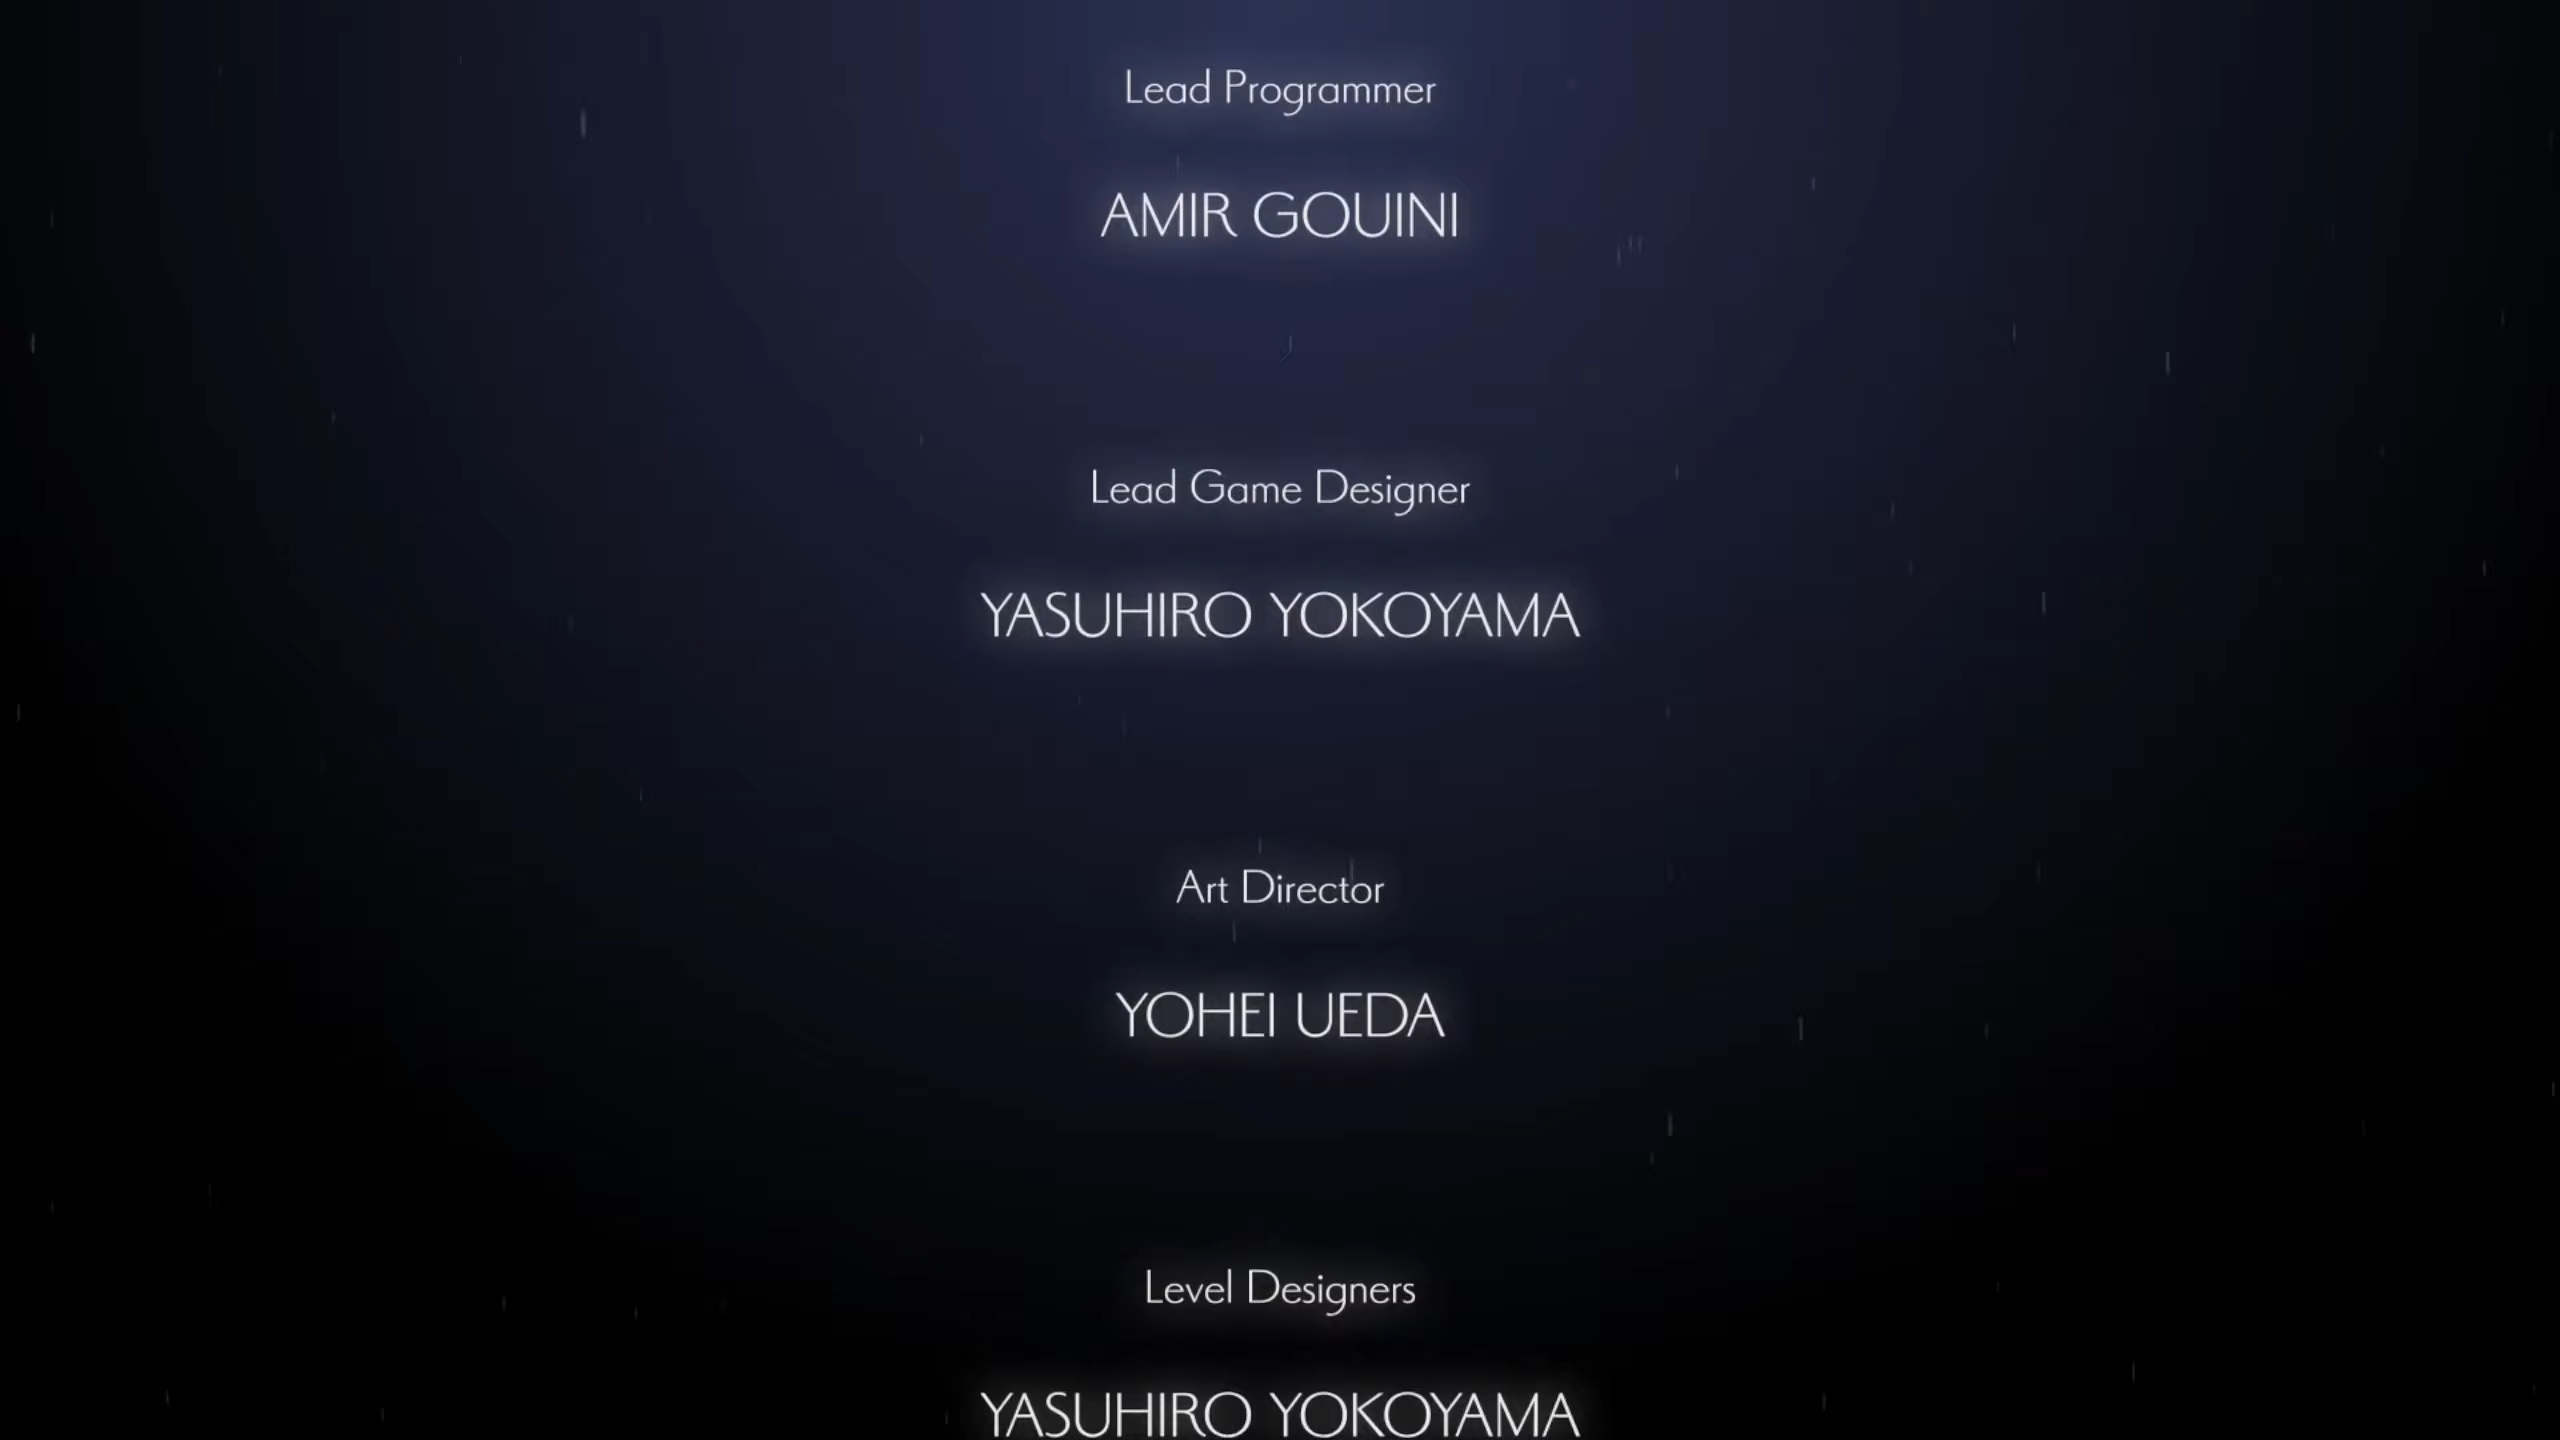 Lead Programmer
AMIR GOUINI
Lead Game Designer
YASUHIRO YOKOYAMA
Art Director
YOHEI UEDA
Level Designers
YASUHIRO YOKOYAMA